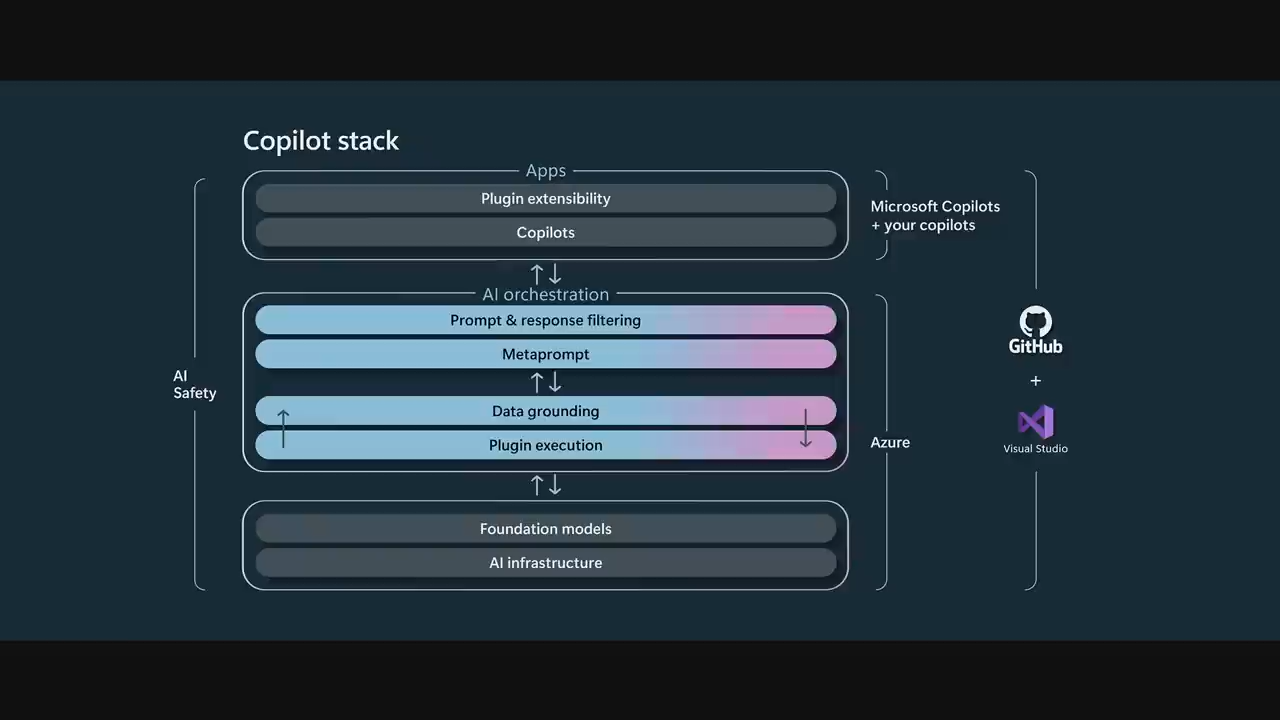 Copilot stack
Apps
Plugin extensibility
Copilots
Microsoft Copilots
+ your copilots
AI orchestration
Prompt & response filtering
Metaprompt
Data grounding
Plugin execution
Foundation models
AI infrastructure
AI
Safety
Azure
GitHub
+
Visual Studio